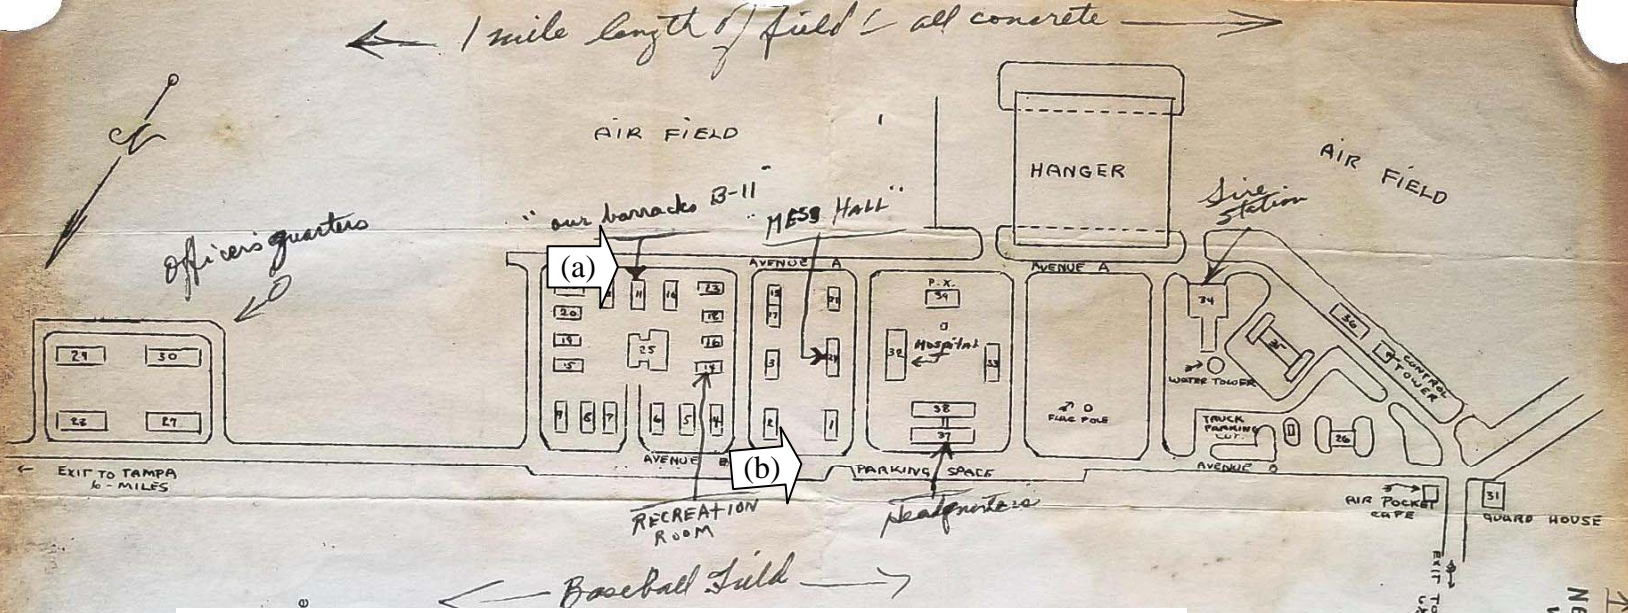 1 mile length of field - all concrete
AIR FIELD
HANGER
AIR FIELD
Fire
Station
"our barracks B-11"
"MESS HALL"
Officers quarters
(a)
AVENUE A
AVENUE A
P.X.
11
23
20
18
19
16
15
25
14
9
8
7
6
5
4
17
3
2
1
39
32
Hospital
33
38
37
34
36
WATER TOWER
CONTROL
TOWER
FLAG POLE
TRUCK
PARKING
LOT.
26
29
30
27
AVENUE
(b)
PARKING SPACE
AVENUE
← EXIT TO TAMPA
6 - MILES
RECREATION
ROOM
Headquarters
AIR POCKET
CAFE
31
GUARD HOUSE
EXIT
TO
Baseball Field